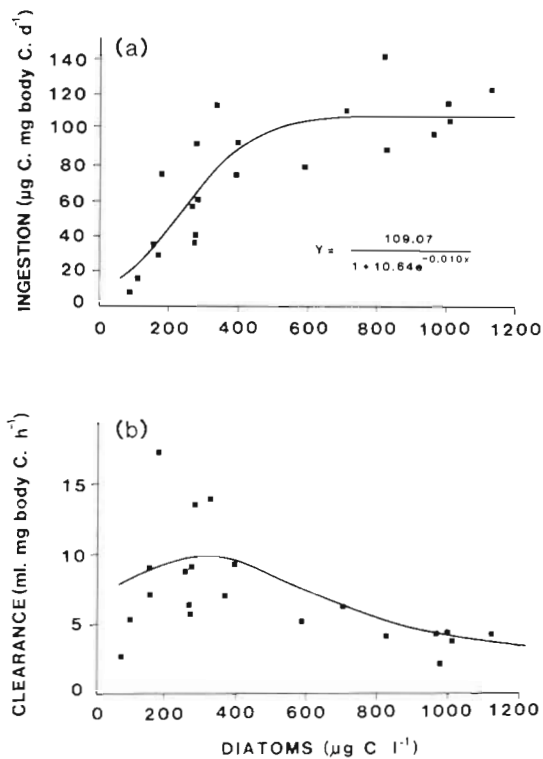 (a)
INGESTION (µg C. mg body C. d⁻¹)
140
120
100
80
60
40
20
0
Y = 109.07 / 1 + 10.64e^-0.010x
0 200 400 600 800 1000 1200
(b)
CLEARANCE (ml. mg body C. h⁻¹)
15
10
5
0
0 200 400 600 800 1000 1200
DIATOMS (µg C l⁻¹)